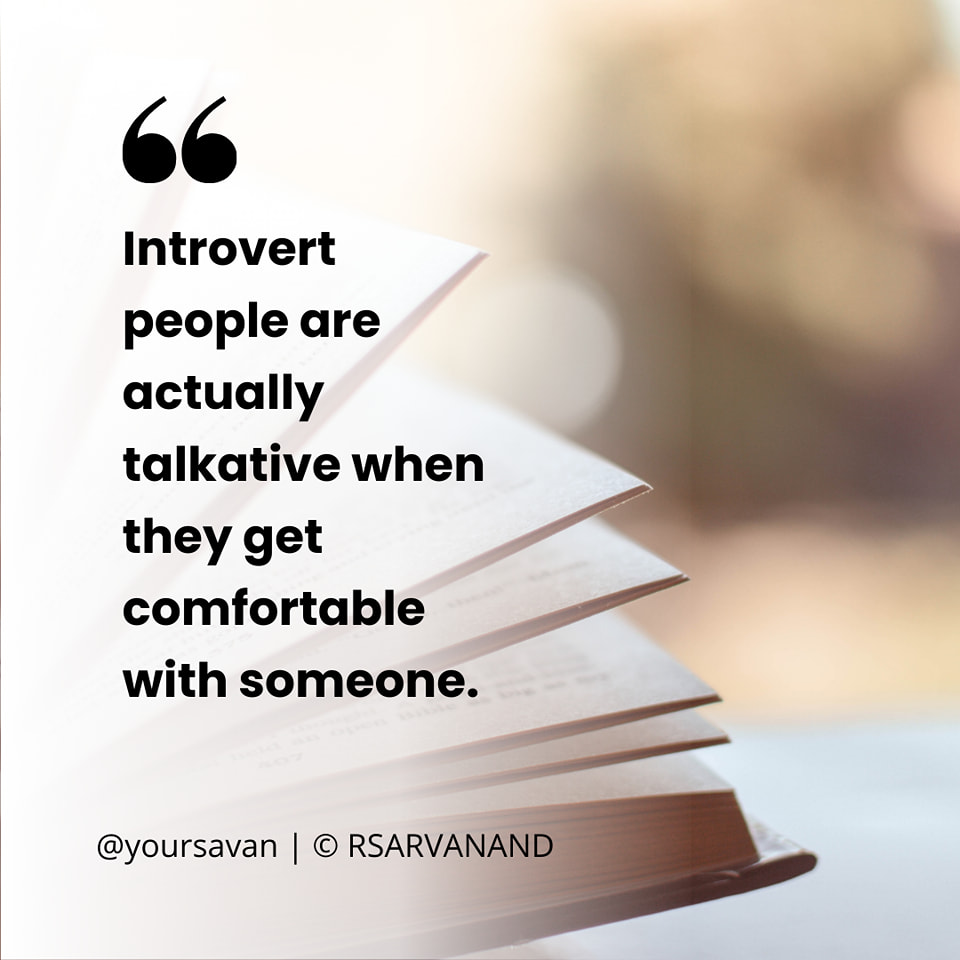 ❝
Introvert
people are
actually
talkative when
they get
comfortable
with someone.
@yoursavan | © RSARVANAND